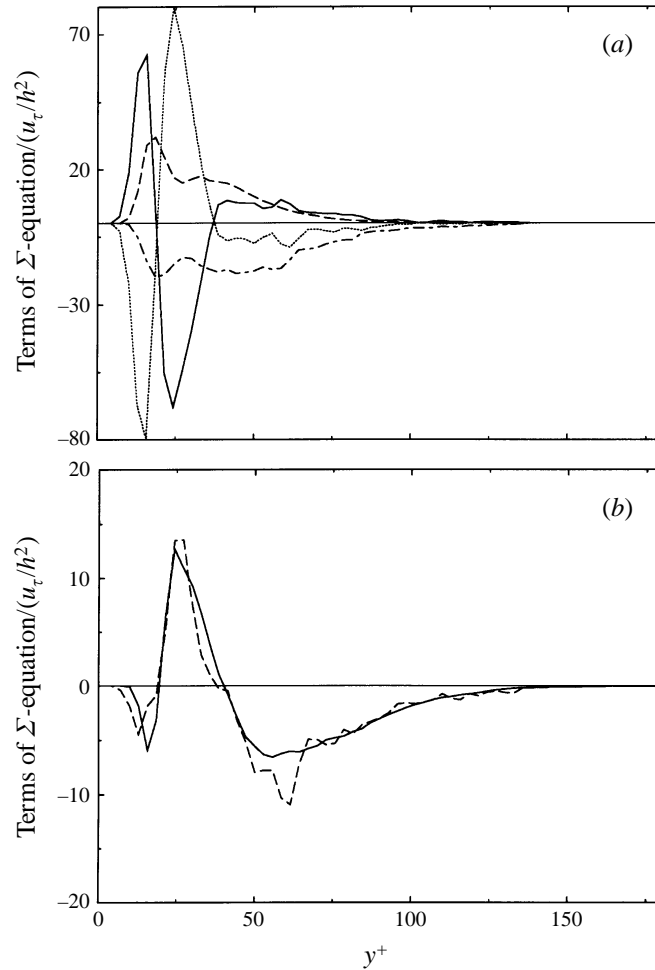 70
20
−30
−80
Terms of Σ-equation/(uτ/h²)
(a)
20
10
0
−10
−20
Terms of Σ-equation/(uτ/h²)
(b)
0
50
100
150
y⁺